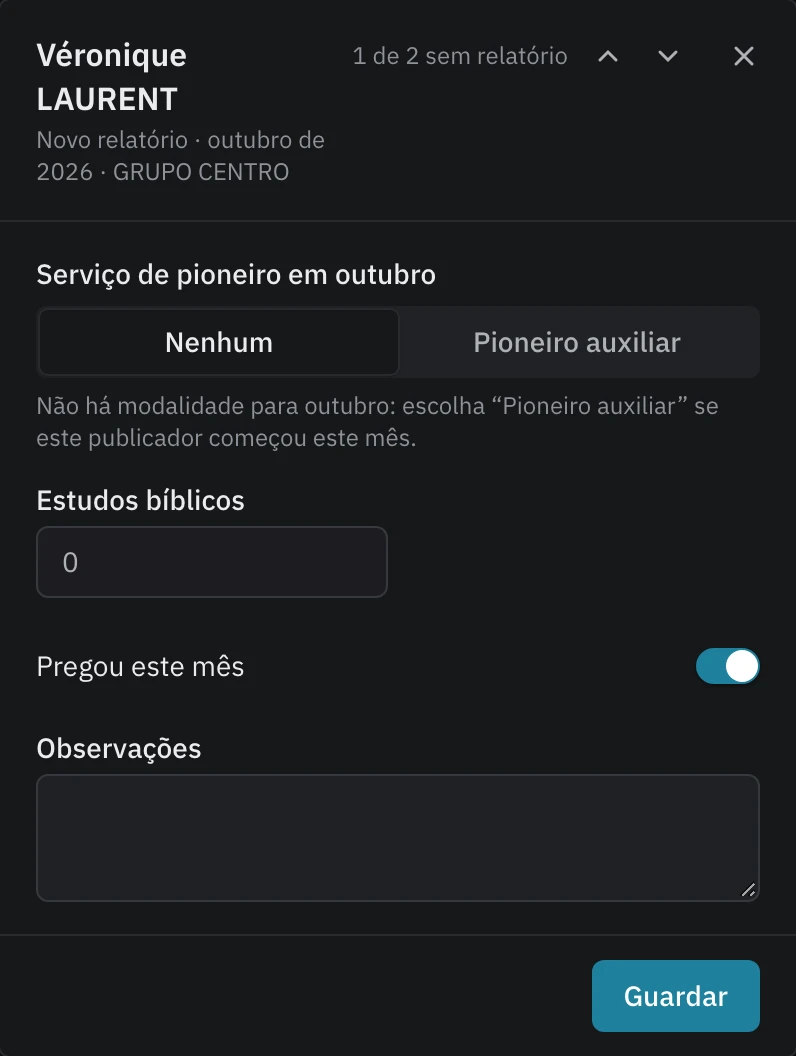 Véronique
LAURENT
1 de 2 sem relatório
Novo relatório · outubro de
2026 · GRUPO CENTRO
Serviço de pioneiro em outubro
Nenhum
Pioneiro auxiliar
Não há modalidade para outubro: escolha “Pioneiro auxiliar” se
este publicador começou este mês.
Estudos bíblicos
0
Pregou este mês
Observações
Guardar